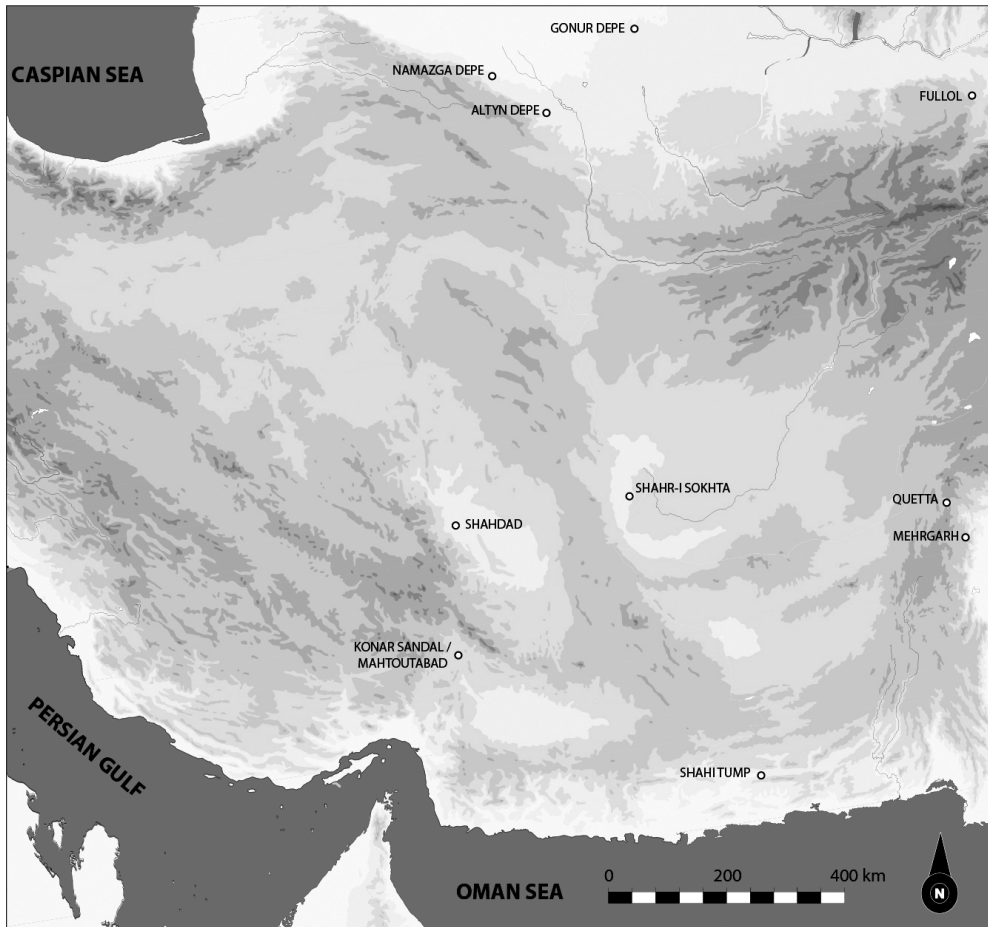 GONUR DEPE
CASPIAN SEA
NAMAZGA DEPE
FULLOL
ALTYN DEPE
SHAHR-I SOKHTA
QUETTA
SHAHDAD
MEHRGARH
KONAR SANDAL /
MAHTOUTABAD
PERSIAN GULF
SHAHI TUMP
0 200 400 km
OMAN SEA
N